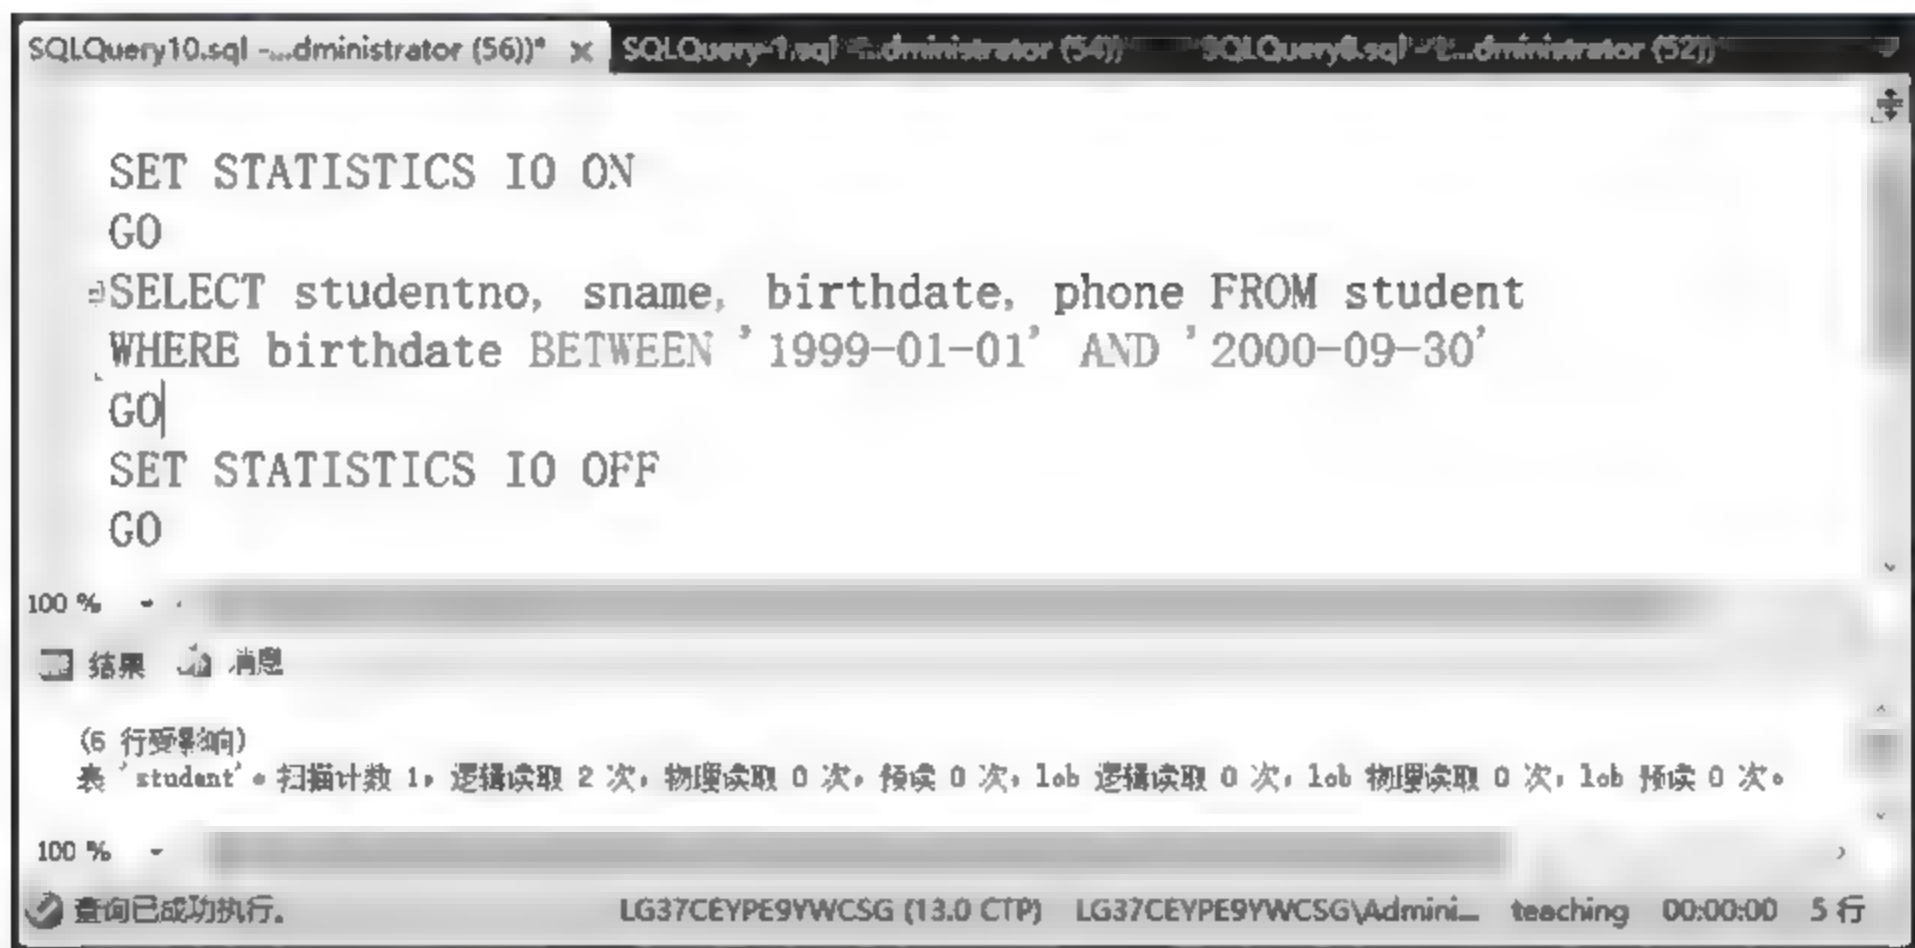 SQLQuery10.sql -...dministrator (56))* ×
SET STATISTICS IO ON
GO
SELECT studentno, sname, birthdate, phone FROM student
WHERE birthdate BETWEEN '1999-01-01' AND '2000-09-30'
GO
SET STATISTICS IO OFF
GO
100 %
结果 消息
(6 行受影响)
表 'student'。扫描计数 1，逻辑读取 2 次，物理读取 0 次，预读 0 次，lob 逻辑读取 0 次，lob 物理读取 0 次，lob 预读 0 次。
100 %
查询已成功执行。 LG37CEYPE9YWCSG (13.0 CTP) LG37CEYPE9YWCSG\Admini... teaching 00:00:00 5 行